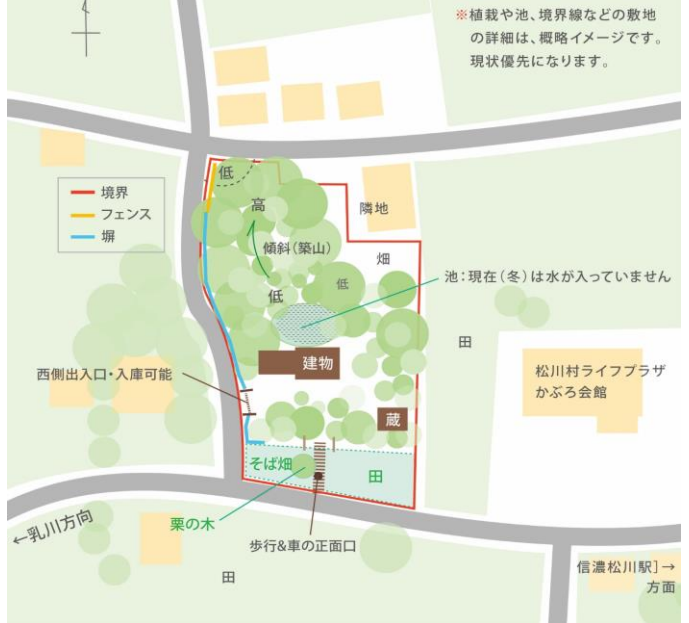 ※植栽や池、境界線などの敷地
の詳細は、概略イメージです。
現状優先になります。
境界
フェンス
塀
低
高
隣地
傾斜(築山)
畑
低
低
池：現在(冬)は水が入っていません
田
建物
松川村ライフプラザ
かぶろ会館
西側出入口・入庫可能
蔵
そば畑
田
栗の木
←乳川方向
歩行&車の正面口
田
信濃松川駅]→
方面